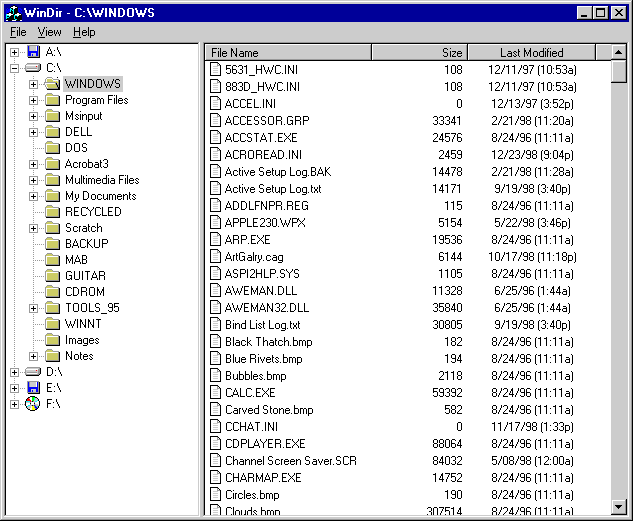 WinDir - C:\WINDOWS
File View Help
A:\
C:\
WINDOWS
Program Files
Msinput
DELL
DOS
Acrobat3
Multimedia Files
My Documents
RECYCLED
Scratch
BACKUP
MAB
GUITAR
CDROM
TOOLS_95
WINNT
Images
Notes
D:\
E:\
F:\
File Name Size Last Modified
5631_HWC.INI 108 12/11/97 (10:53a)
883D_HWC.INI 108 12/11/97 (10:53a)
ACCEL.INI 0 12/13/97 (3:52p)
ACCESSOR.GRP 33341 2/21/98 (11:20a)
ACCSTAT.EXE 24576 8/24/96 (11:11a)
ACROREAD.INI 2459 12/23/98 (9:04p)
Active Setup Log.BAK 14478 2/21/98 (11:28a)
Active Setup Log.txt 14171 9/19/98 (3:40p)
ADDLFNPR.REG 115 8/24/96 (11:11a)
APPLE230.WPX 5154 5/22/98 (3:46p)
ARP.EXE 19536 8/24/96 (11:11a)
ArtGalry.cag 6144 10/17/98 (11:18p)
ASPI2HLP.SYS 1105 8/24/96 (11:11a)
AWEMAN.DLL 11328 6/25/96 (1:44a)
AWEMAN32.DLL 35840 6/25/96 (1:44a)
Bind List Log.txt 30805 9/19/98 (3:40p)
Black Thatch.bmp 182 8/24/96 (11:11a)
Blue Rivets.bmp 194 8/24/96 (11:11a)
Bubbles.bmp 2118 8/24/96 (11:11a)
CALC.EXE 59392 8/24/96 (11:11a)
Carved Stone.bmp 582 8/24/96 (11:11a)
CCHAT.INI 0 11/17/98 (1:33p)
CDPLAYER.EXE 88064 8/24/96 (11:11a)
Channel Screen Saver.SCR 84032 5/08/98 (12:00a)
CHARMAP.EXE 14752 8/24/96 (11:11a)
Circles.bmp 190 8/24/96 (11:11a)
Clouds.bmp 307514 8/24/96 (11:11a)